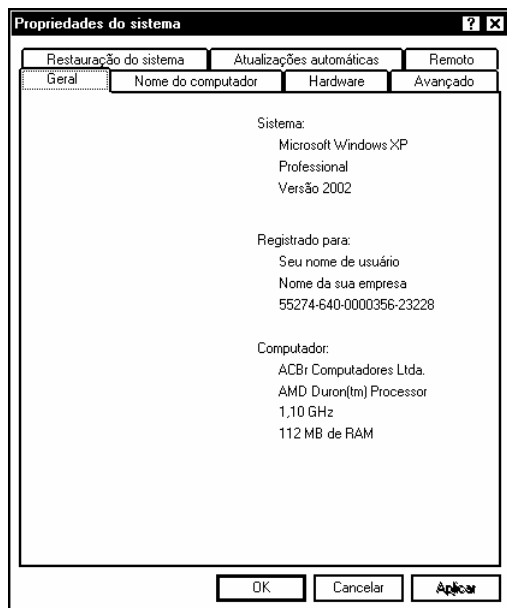 Propriedades do sistema
Restauração do sistema Atualizações automáticas Remoto
Geral Nome do computador Hardware Avançado
Sistema:
Microsoft Windows XP
Professional
Versão 2002
Registrado para:
Seu nome de usuário
Nome da sua empresa
55274-640-0000356-23228
Computador:
ACBr Computadores Ltda.
AMD Duron(tm) Processor
1,10 GHz
112 MB de RAM
OK Cancelar Aplicar